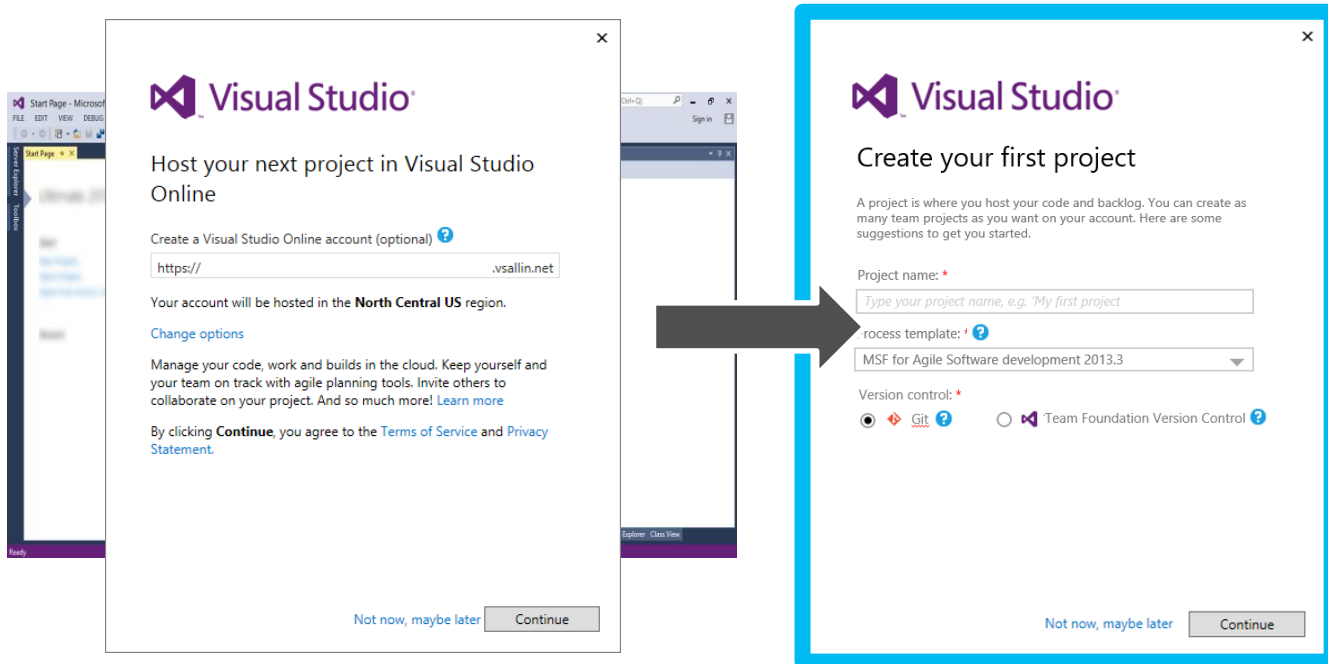 Start Page - Microsof
FILE EDIT VIEW DEBUG
Start Page
Server Explorer Toolbox
Ready
Visual Studio
Host your next project in Visual Studio
Online
Create a Visual Studio Online account (optional) ?
https:// .vsallin.net
Your account will be hosted in the North Central US region.
Change options
Manage your code, work and builds in the cloud. Keep yourself and
your team on track with agile planning tools. Invite others to
collaborate on your project. And so much more! Learn more
By clicking Continue, you agree to the Terms of Service and Privacy
Statement.
Not now, maybe later Continue
Ctrl+Q)
Sign in
Explorer Class View
Visual Studio
Create your first project
A project is where you host your code and backlog. You can create as
many team projects as you want on your account. Here are some
suggestions to get you started.
Project name: *
Type your project name, e.g. 'My first project
rocess template: * ?
MSF for Agile Software development 2013.3
Version control: *
Git ? Team Foundation Version Control ?
Not now, maybe later Continue